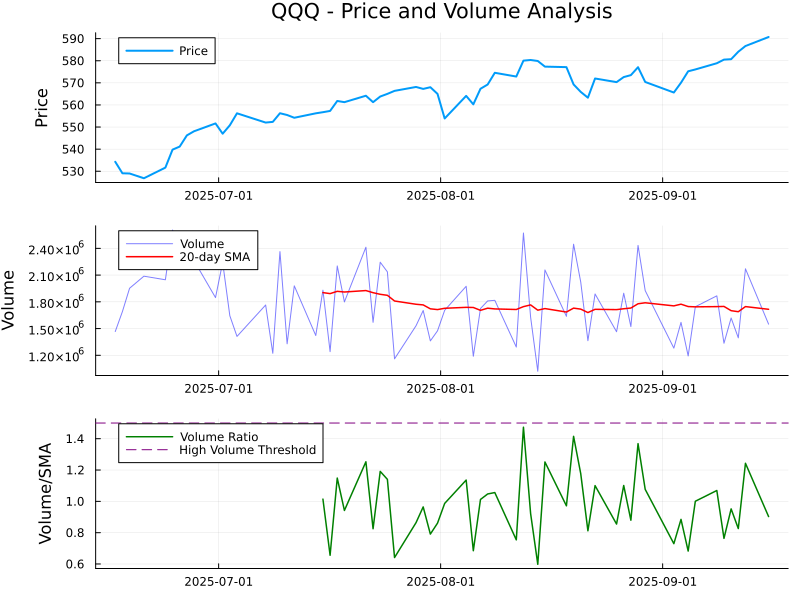 QQQ - Price and Volume Analysis
Price
590
580
570
560
550
540
530
Price
2025-07-01 2025-08-01 2025-09-01
Volume
20-day SMA
2.40×10⁶
2.10×10⁶
1.80×10⁶
1.50×10⁶
1.20×10⁶
Volume
2025-07-01 2025-08-01 2025-09-01
Volume Ratio
High Volume Threshold
1.4
1.2
1.0
0.8
0.6
Volume/SMA
2025-07-01 2025-08-01 2025-09-01